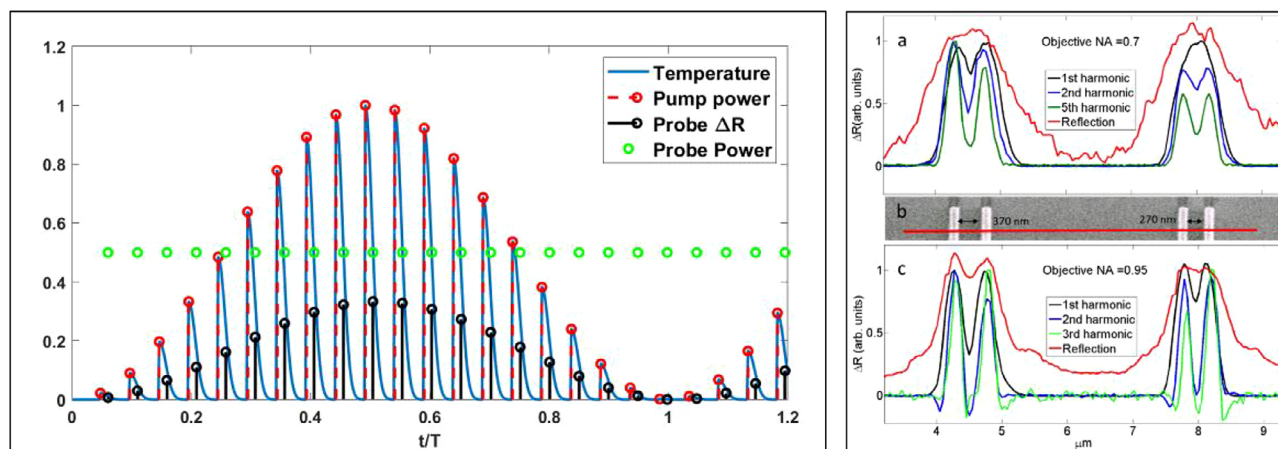 1.2
1
0.8
0.6
0.4
0.2
0
Temperature
Pump power
Probe ΔR
Probe Power
0 0.2 0.4 0.6 0.8 1.0 1.2
t/T
a
Objective NA =0.7
1st harmonic
2nd harmonic
5th harmonic
Reflection
ΔR(arb. units)
1
0.5
0
b
370 nm
270 nm
c
Objective NA =0.95
1st harmonic
2nd harmonic
3rd harmonic
Reflection
ΔR (arb. units)
1
0.5
0
4 5 6 7 8 9
μm